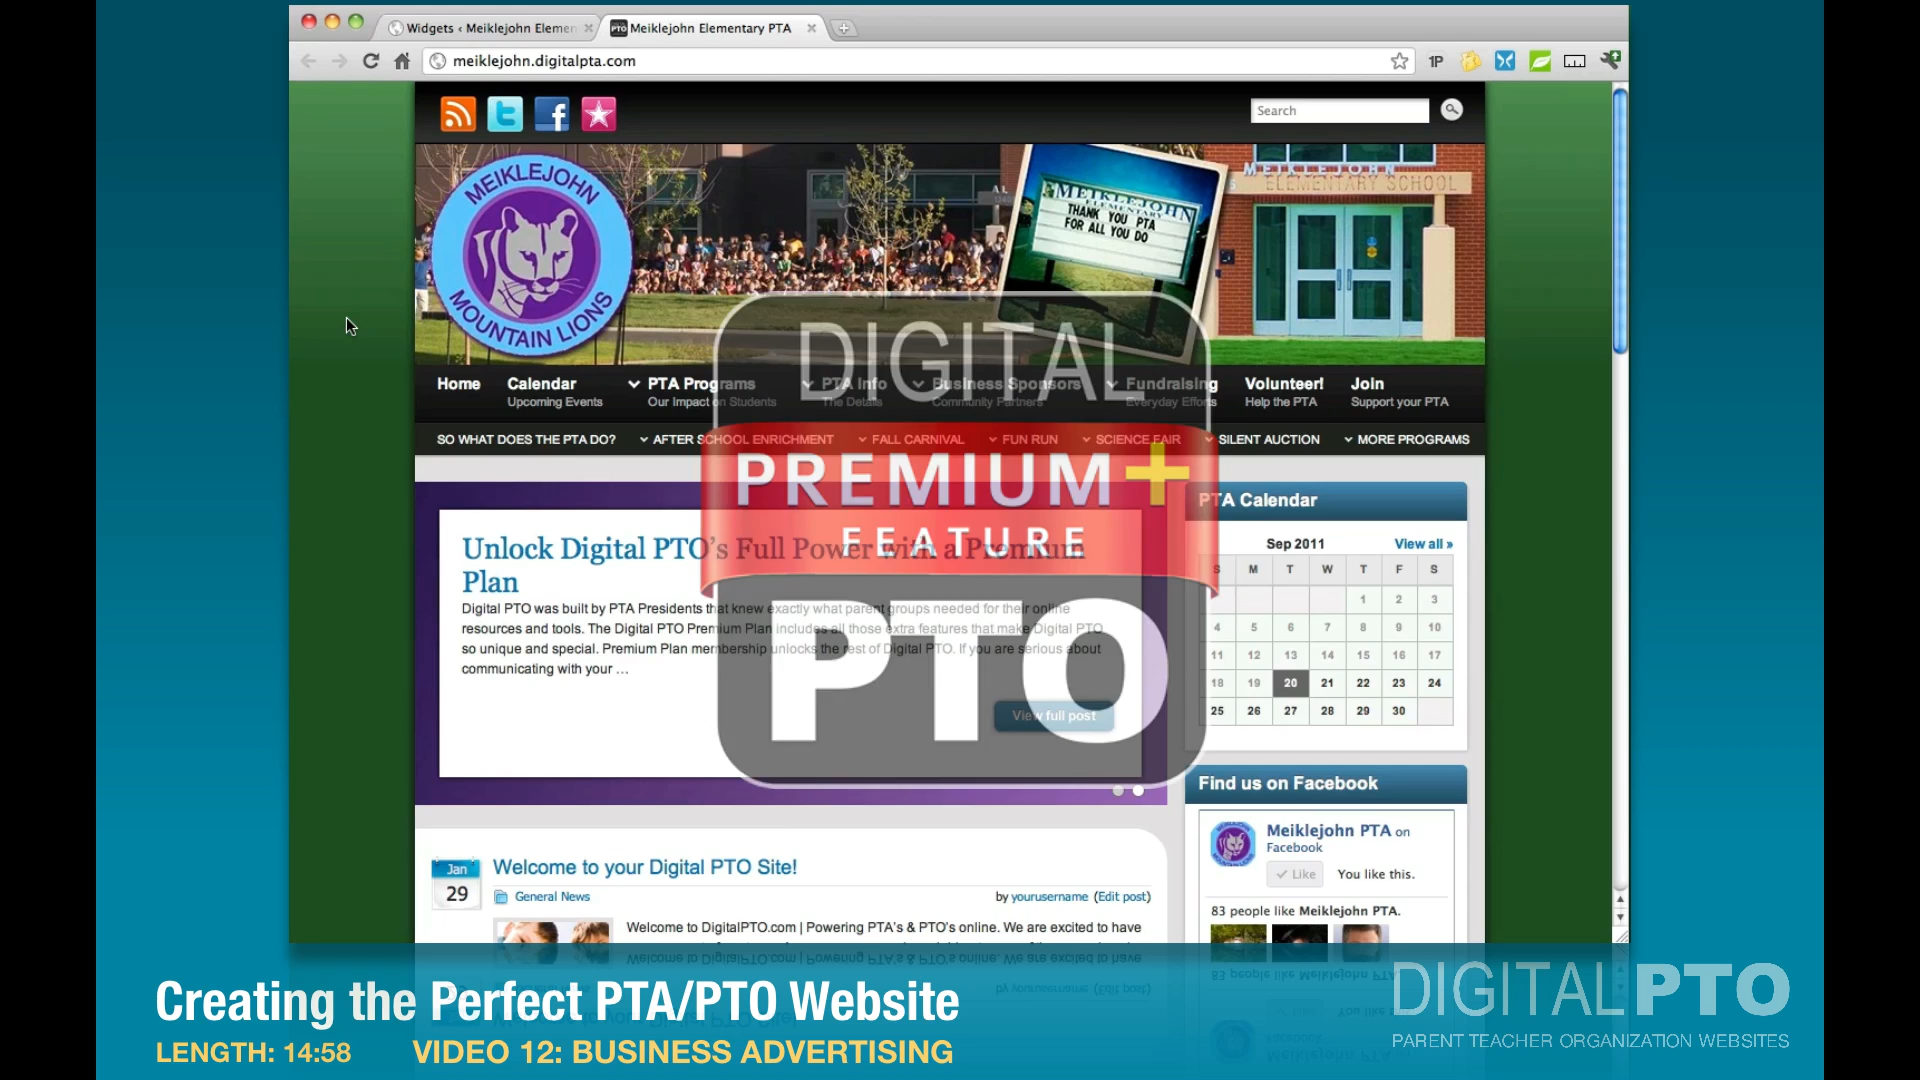 Widgets ‹ Meiklejohn Elemen
Meiklejohn Elementary PTA
meiklejohn.digitalpta.com
1P
Search
MEIKLEJOHN
MOUNTAIN LIONS
MEIKLEJOHN
ELEMENTARY
THANK YOU PTA
FOR ALL YOU DO
MEIKLEJOHN
ELEMENTARY SCHOOL
Home Calendar PTA Programs PTA Info Business Sponsors Fundraising Volunteer! Join
Upcoming Events Our Impact on Students The Details Community Partners Everyday Efforts Help the PTA Support your PTA
SO WHAT DOES THE PTA DO? AFTER SCHOOL ENRICHMENT FALL CARNIVAL FUN RUN SCIENCE FAIR SILENT AUCTION MORE PROGRAMS
DIGITAL
PREMIUM+
FEATURE
PTO
Unlock Digital PTO's Full Power with a Premium
Plan
Digital PTO was built by PTA Presidents that knew exactly what parent groups needed for their online
resources and tools. The Digital PTO Premium Plan includes all those extra features that make Digital PTO
so unique and special. Premium Plan membership unlocks the rest of Digital PTO. If you are serious about
communicating with your ...
View full post
PTA Calendar
Sep 2011 View all »
S M T W T F S
1 2 3
4 5 6 7 8 9 10
11 12 13 14 15 16 17
18 19 20 21 22 23 24
25 26 27 28 29 30
Find us on Facebook
Meiklejohn PTA on
Facebook
Like You like this.
83 people like Meiklejohn PTA.
Jan
29
Welcome to your Digital PTO Site!
General News by yourusername (Edit post)
Welcome to DigitalPTO.com | Powering PTA's & PTO's online. We are excited to have
Creating the Perfect PTA/PTO Website
LENGTH: 14:58 VIDEO 12: BUSINESS ADVERTISING
DIGITALPTO
PARENT TEACHER ORGANIZATION WEBSITES